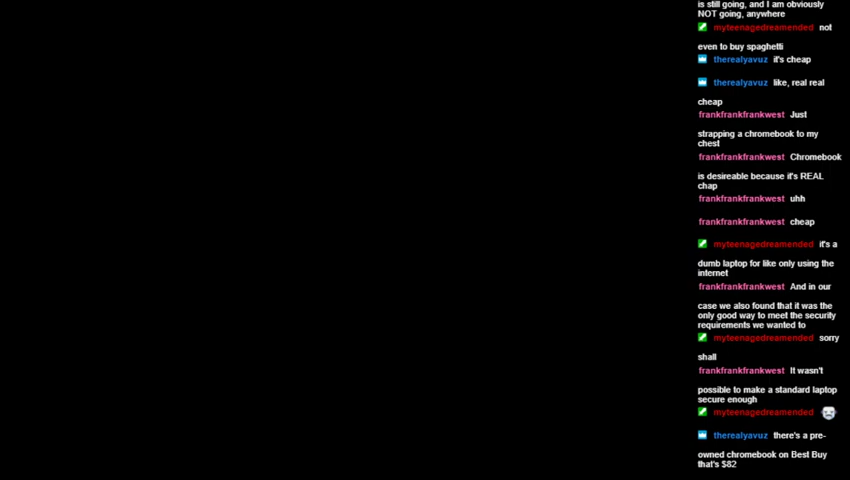 is still going, and I am obviously
NOT going, anywhere
myteenagedreamended not
even to buy spaghetti
therealyavuz it's cheap
therealyavuz like, real real
cheap
frankfrankfrankwest Just
strapping a chromebook to my
chest
frankfrankfrankwest Chromebook
is desireable because it's REAL
chap
frankfrankfrankwest uhh
frankfrankfrankwest cheap
myteenagedreamended it's a
dumb laptop for like only using the
internet
frankfrankfrankwest And in our
case we also found that it was the
only good way to meet the security
requirements we wanted to
myteenagedreamended sorry
shall
frankfrankfrankwest It wasn't
possible to make a standard laptop
secure enough
myteenagedreamended
therealyavuz there's a pre-
owned chromebook on Best Buy
that's $82